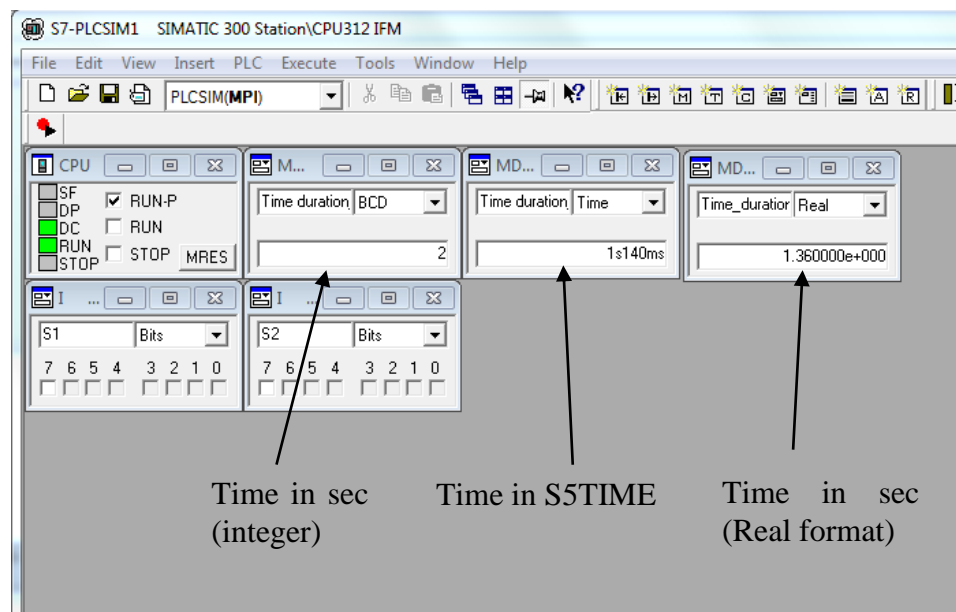 S7-PLCSIM1 SIMATIC 300 Station\CPU312 IFM
File Edit View Insert PLC Execute Tools Window Help
PLCSIM(MPI)
CPU
SF
DP
DC
RUN
STOP
RUN-P
RUN
STOP
MRES
M...
Time duration BCD
2
MD...
Time duration Time
1s140ms
MD...
Time_duration Real
1.360000e+000
I ...
S1 Bits
7 6 5 4 3 2 1 0
I ...
S2 Bits
7 6 5 4 3 2 1 0
Time in sec
(integer)
Time in S5TIME
Time in sec
(Real format)